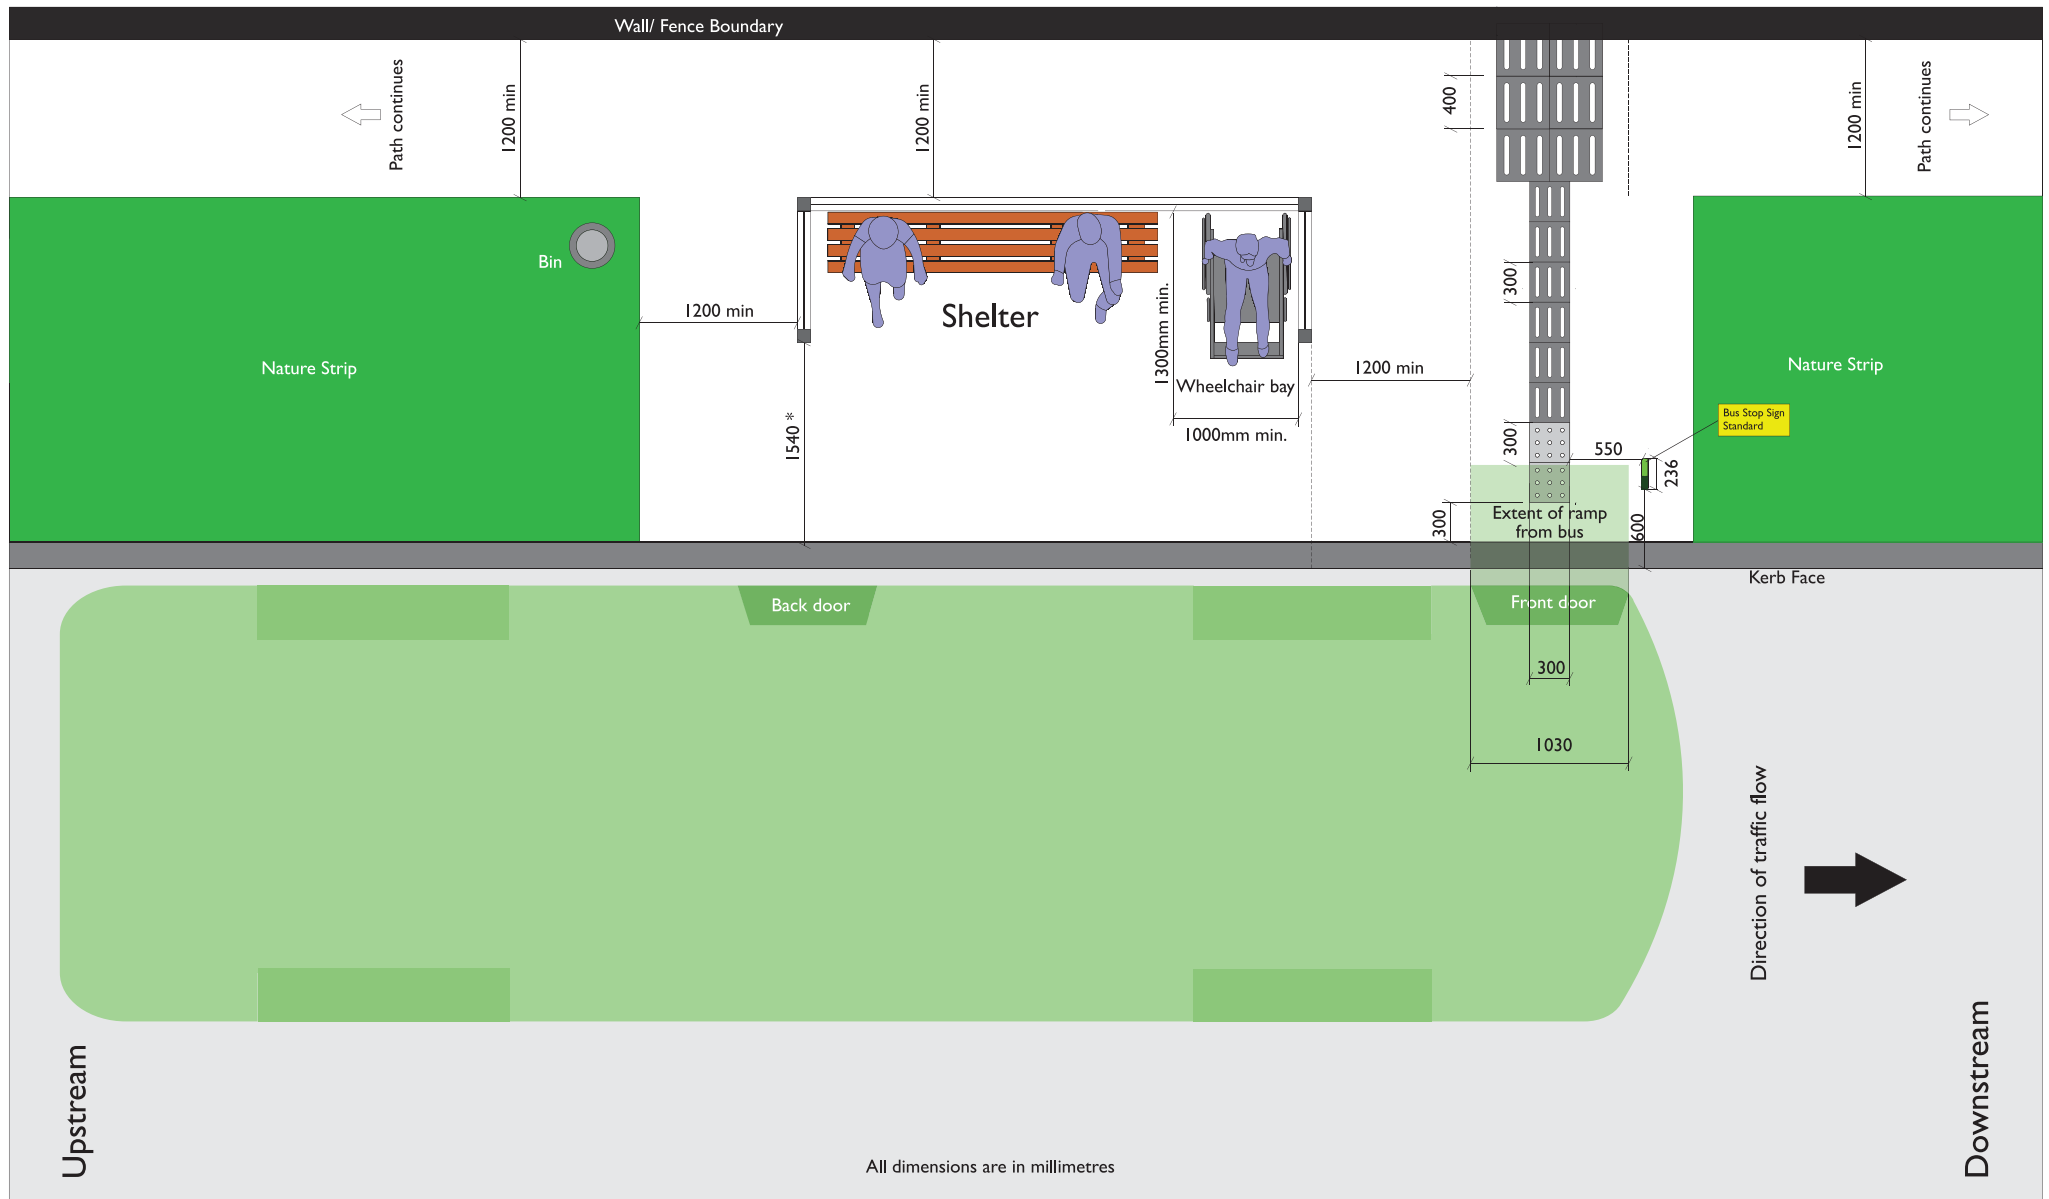 Wall/ Fence Boundary
Path continues
1200 min
1200 min
400
1200 min
Path continues
Bin
1200 min
Shelter
300
1300mm min.
Nature Strip
1200 min
Nature Strip
Wheelchair bay
1540 *
1000mm min.
300
550
Bus Stop Sign
Standard
236
300
Extent of ramp
from bus
600
Kerb Face
Back door
Front door
300
1030
Direction of traffic flow
Upstream
Downstream
All dimensions are in millimetres